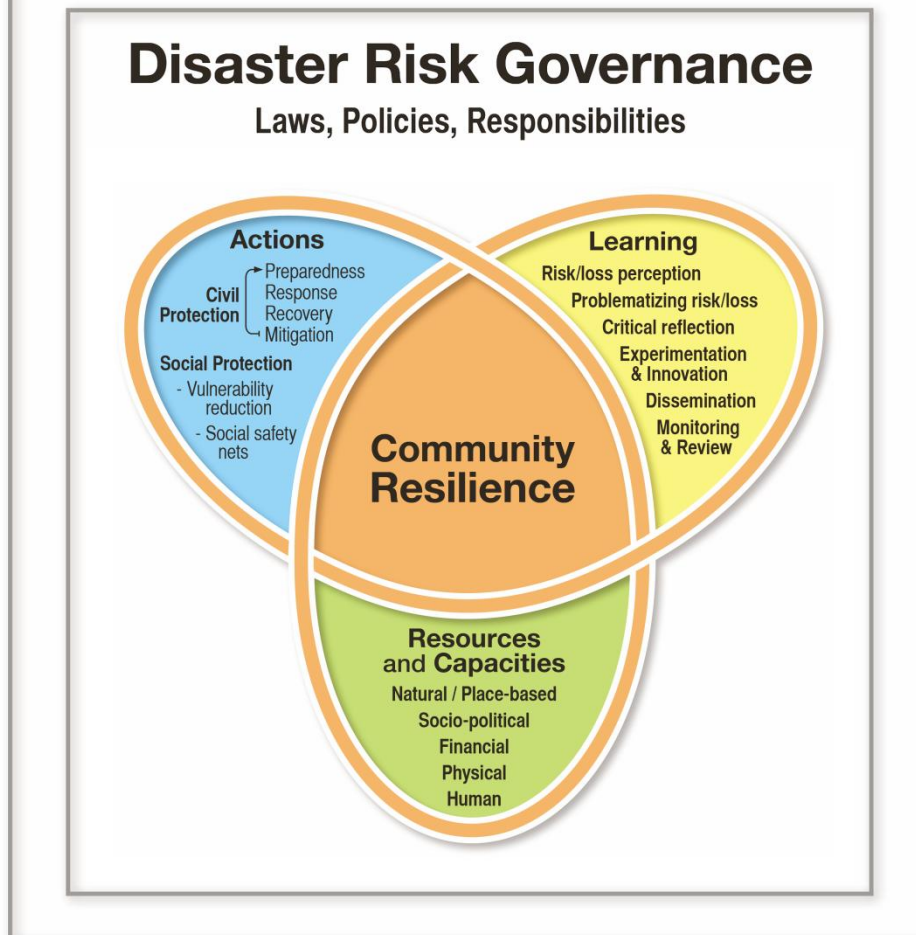 Disaster Risk Governance
Laws, Policies, Responsibilities
Actions
Civil
Protection
Preparedness
Response
Recovery
Mitigation
Social Protection
- Vulnerability
reduction
- Social safety
nets
Learning
Risk/loss perception
Problematizing risk/loss
Critical reflection
Experimentation
& Innovation
Dissemination
Monitoring
& Review
Community
Resilience
Resources
and Capacities
Natural / Place-based
Socio-political
Financial
Physical
Human